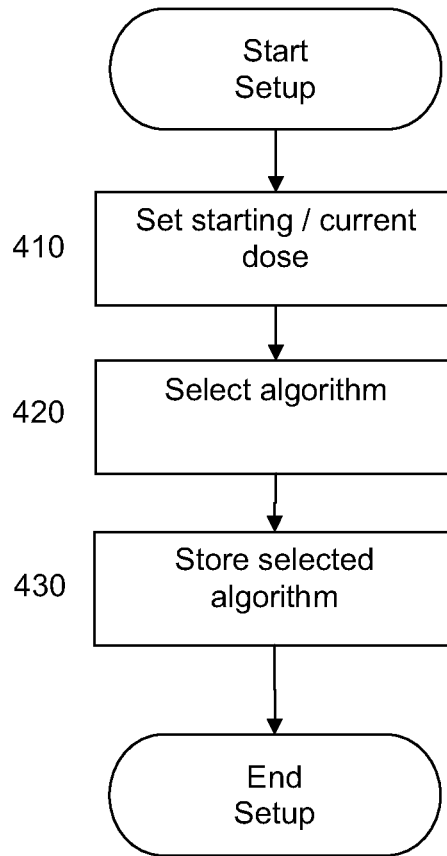 Start
Setup
410
Set starting / current
dose
420
Select algorithm
430
Store selected
algorithm
End
Setup